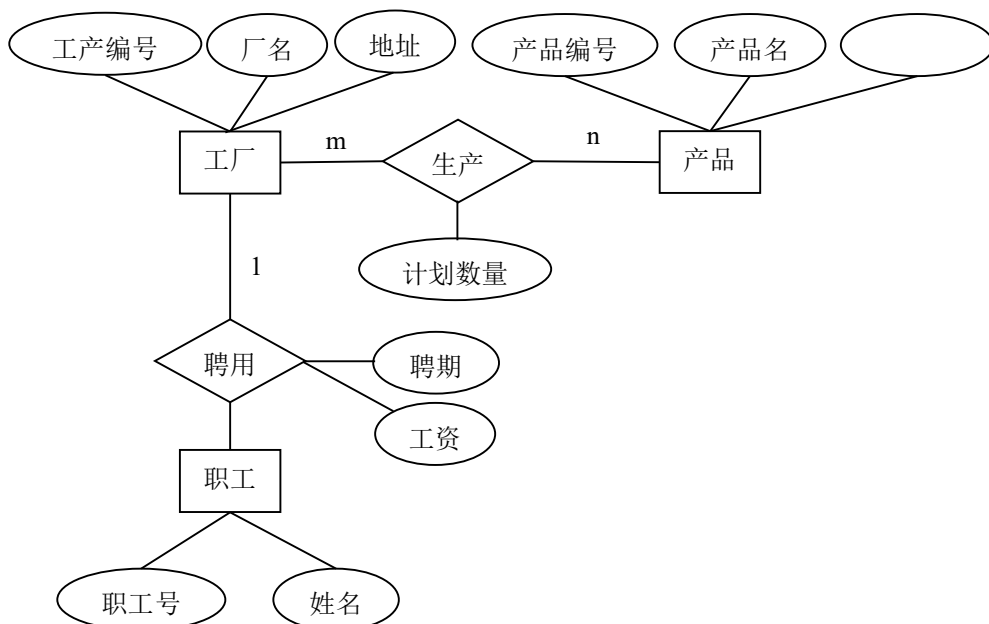 工产编号 厂名 地址 产品编号 产品名
工厂 m 生产 n 产品
计划数量
1
聘用 聘期
工资
职工
职工号 姓名